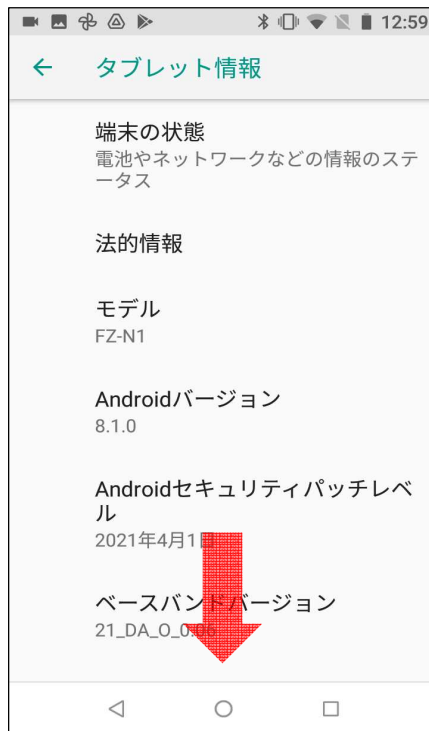 12:59
タブレット情報
端末の状態
電池やネットワークなどの情報のステ
ータス
法的情報
モデル
FZ-N1
Androidバージョン
8.1.0
Androidセキュリティパッチレベ
ル
2021年4月1日
ベースバンドバージョン
21_DA_O_0.06